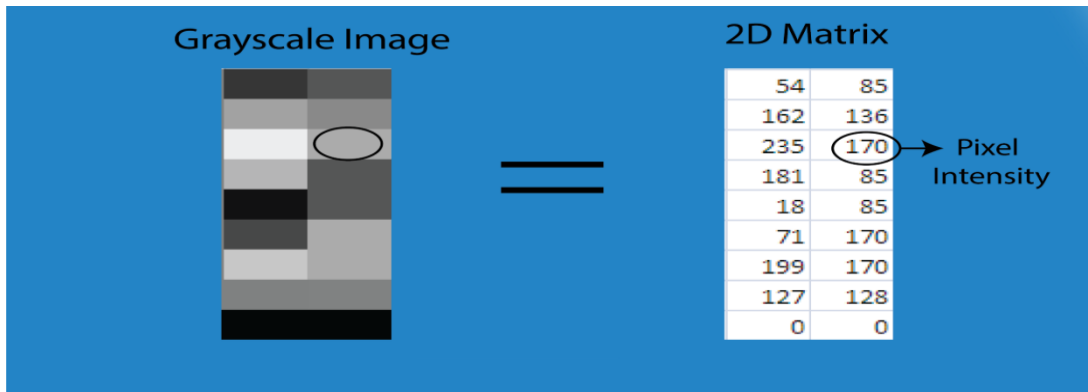 Grayscale Image
2D Matrix
54 85
162 136
235 170
181 85
18 85
71 170
199 170
127 128
0 0
Pixel
Intensity